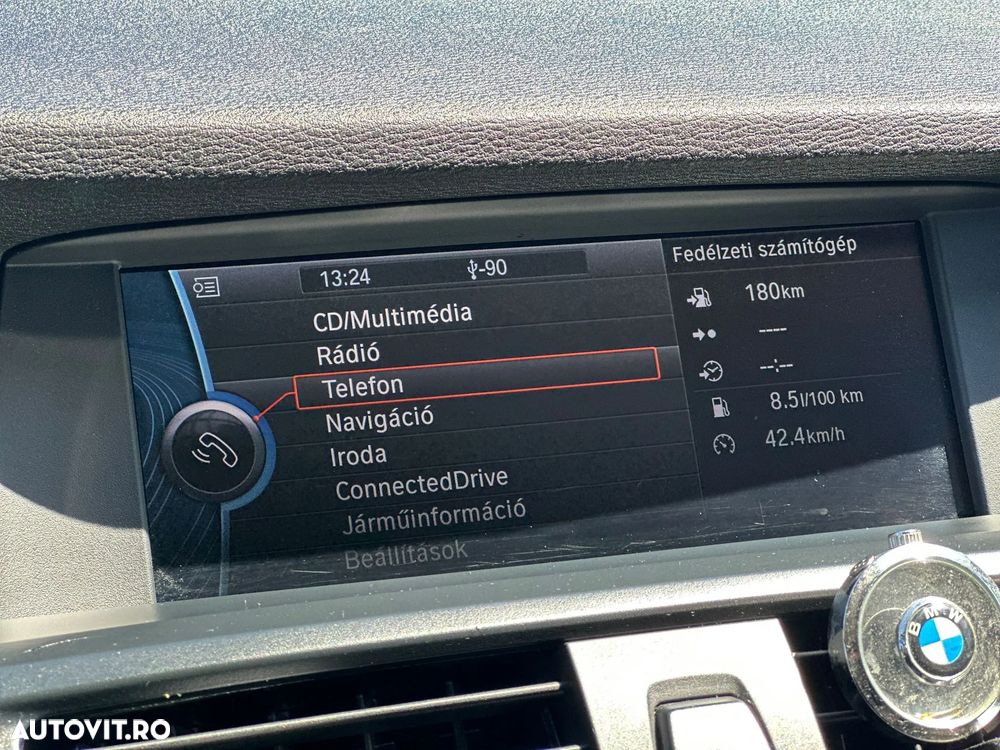 13:24
-90
Fedélzeti számítógép
CD/Multimédia
Rádió
Telefon
Navigáció
Iroda
ConnectedDrive
Járműinformáció
Beállítások
180km
----
--:--
8.5l/100 km
42.4km/h
BMW
AUTOVIT.RO